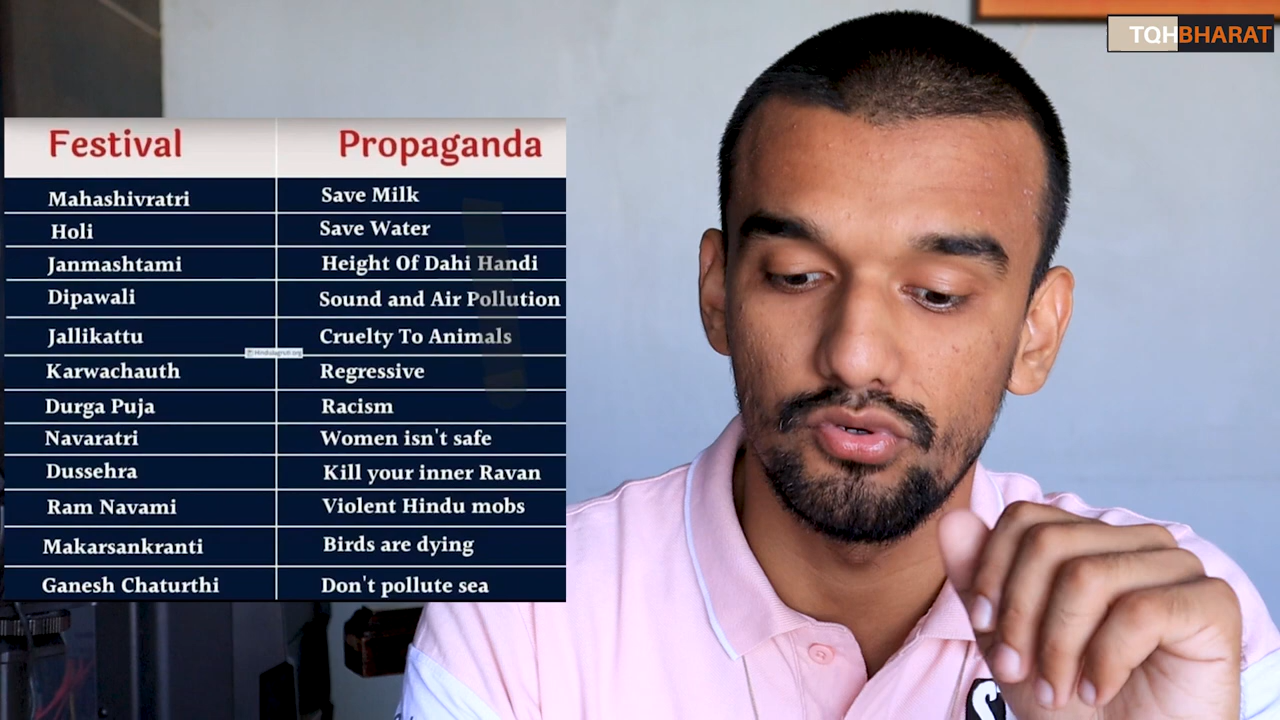 TQHBHARAT
Festival Propaganda
Mahashivratri Save Milk
Holi Save Water
Janmashtami Height Of Dahi Handi
Dipawali Sound and Air Pollution
Jallikattu Cruelty To Animals
Hindujagruti.org
Karwachauth Regressive
Durga Puja Racism
Navaratri Women isn't safe
Dussehra Kill your inner Ravan
Ram Navami Violent Hindu mobs
Makarsankranti Birds are dying
Ganesh Chaturthi Don't pollute sea